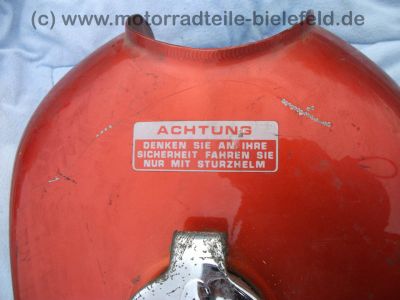 (c) www.motorradteile-bielefeld.de
ACHTUNG
DENKEN SIE AN IHRE
SICHERHEIT FAHREN SIE
NUR MIT STURZHELM